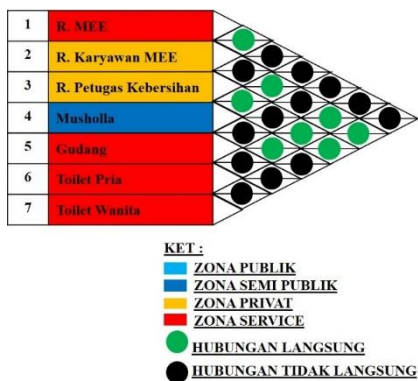 1 R. MEE
2 R. Karyawan MEE
3 R. Petugas Kebersihan
4 Musholla
5 Gudang
6 Toilet Pria
7 Toilet Wanita
KET :
ZONA PUBLIK
ZONA SEMI PUBLIK
ZONA PRIVAT
ZONA SERVICE
HUBUNGAN LANGSUNG
HUBUNGAN TIDAK LANGSUNG